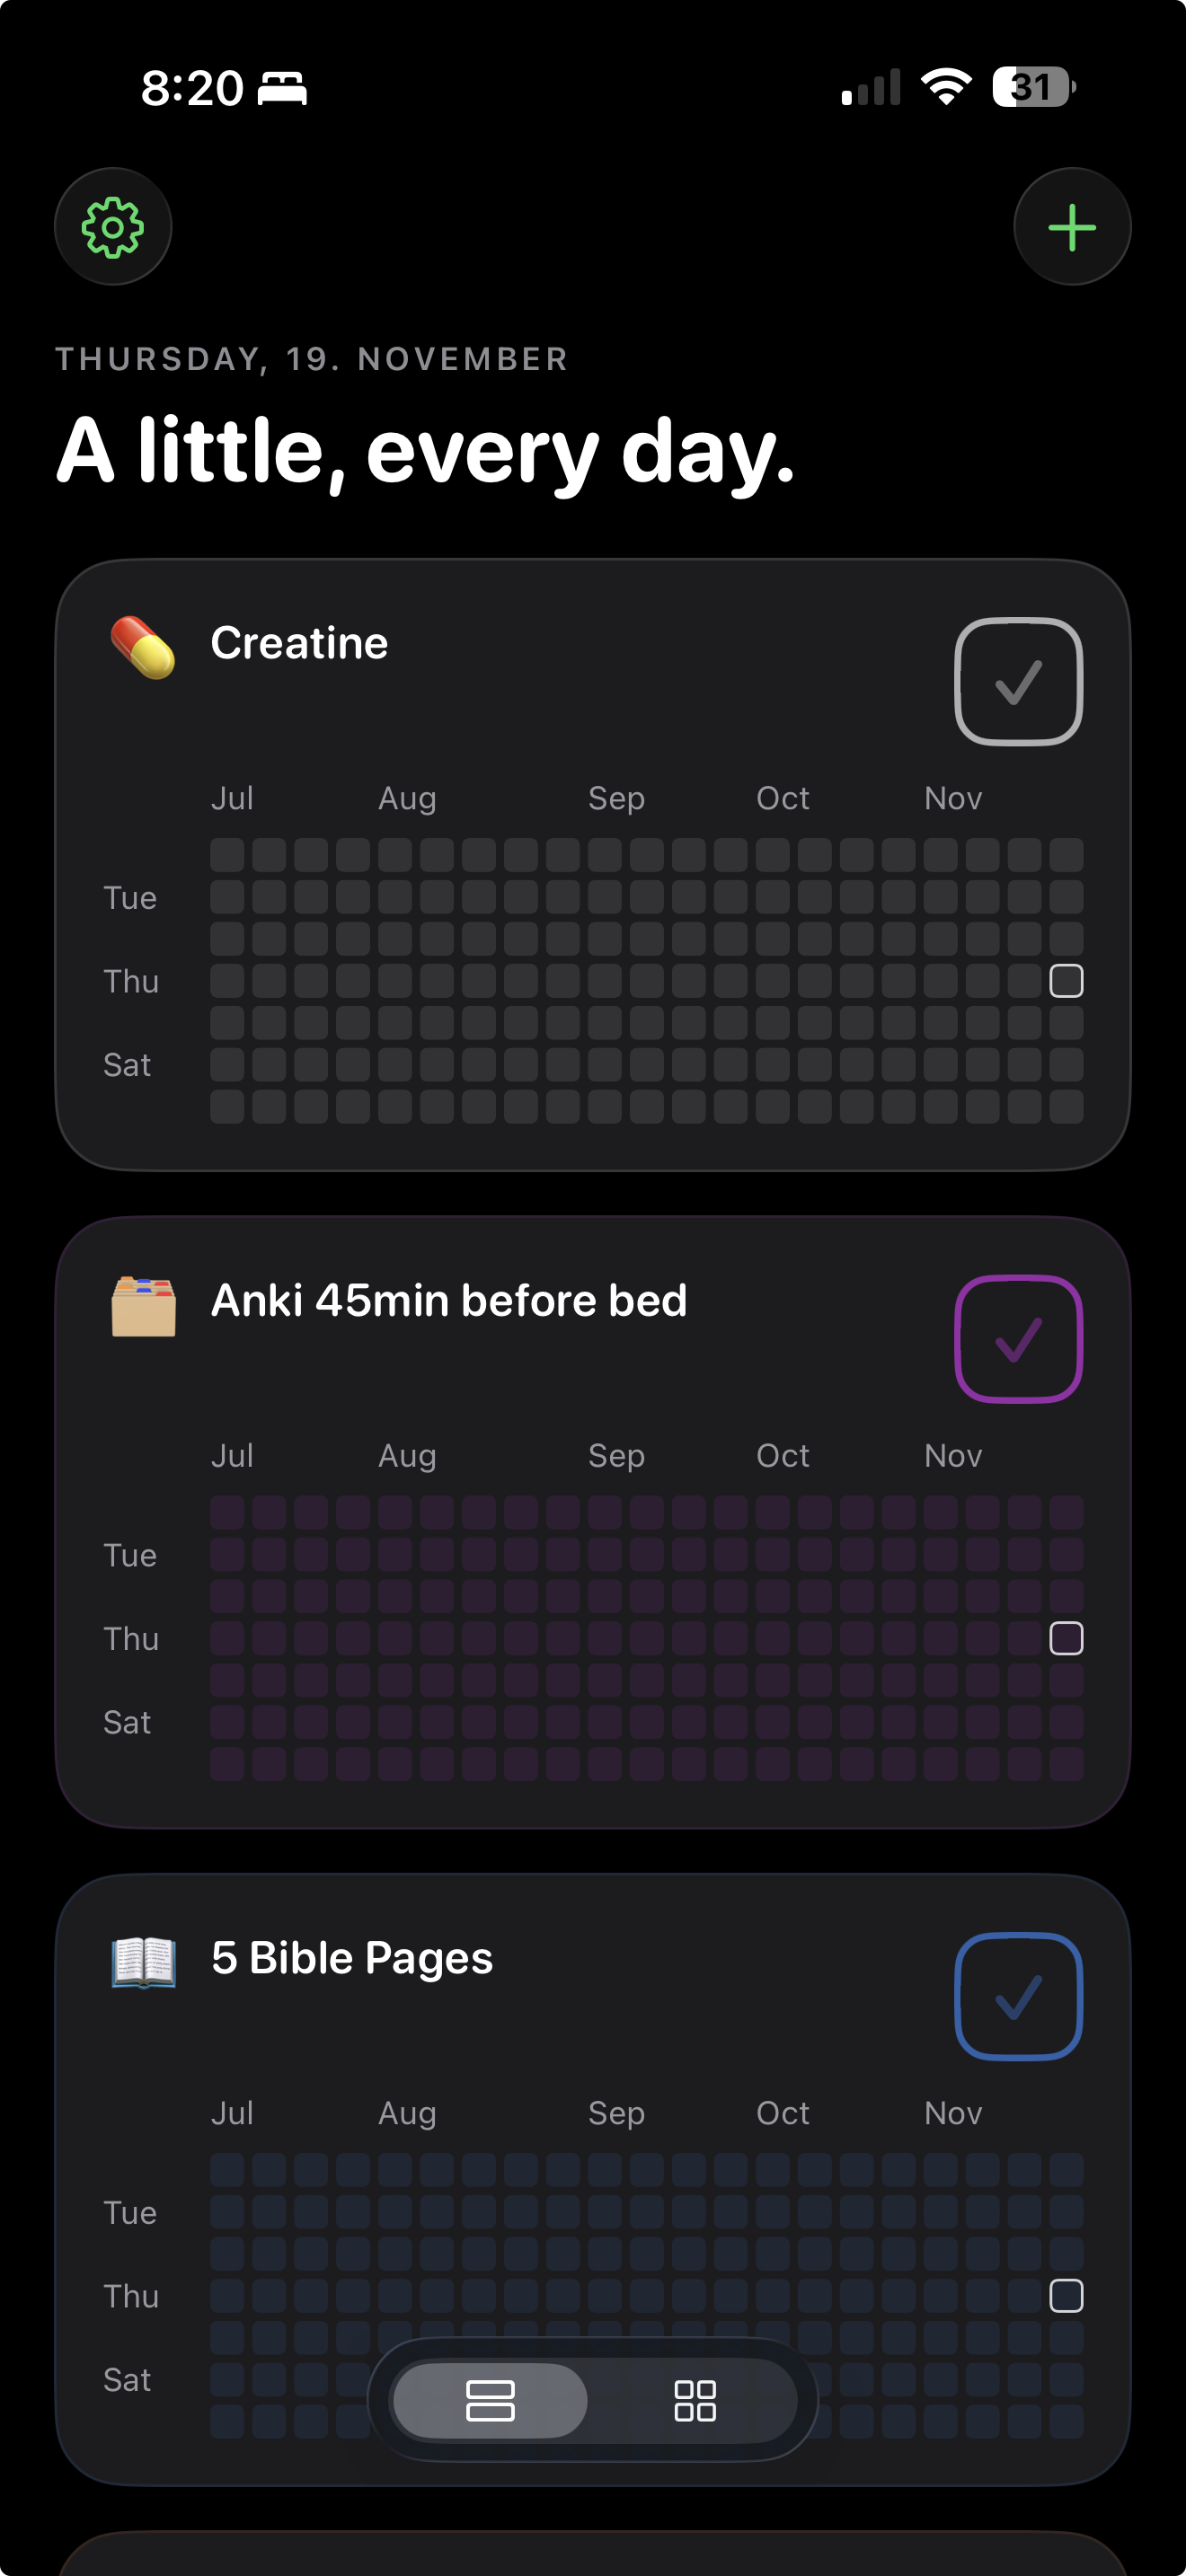 8:20
31
THURSDAY, 19. NOVEMBER
A little, every day.
Creatine
Jul Aug Sep Oct Nov
Tue
Thu
Sat
Anki 45min before bed
Jul Aug Sep Oct Nov
Tue
Thu
Sat
5 Bible Pages
Jul Aug Sep Oct Nov
Tue
Thu
Sat